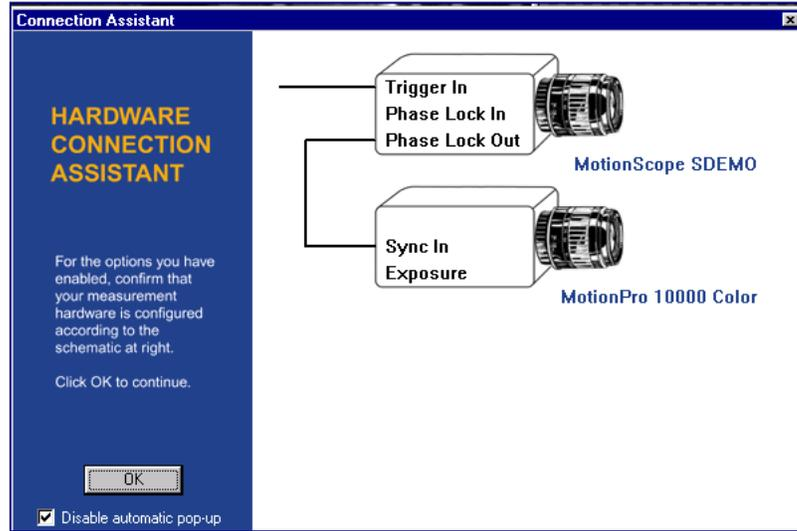 Connection Assistant
HARDWARE
CONNECTION
ASSISTANT
For the options you have
enabled, confirm that
your measurement
hardware is configured
according to the
schematic at right.
Click OK to continue.
OK
Disable automatic pop-up
Trigger In
Phase Lock In
Phase Lock Out
MotionScope SDEMO
Sync In
Exposure
MotionPro 10000 Color